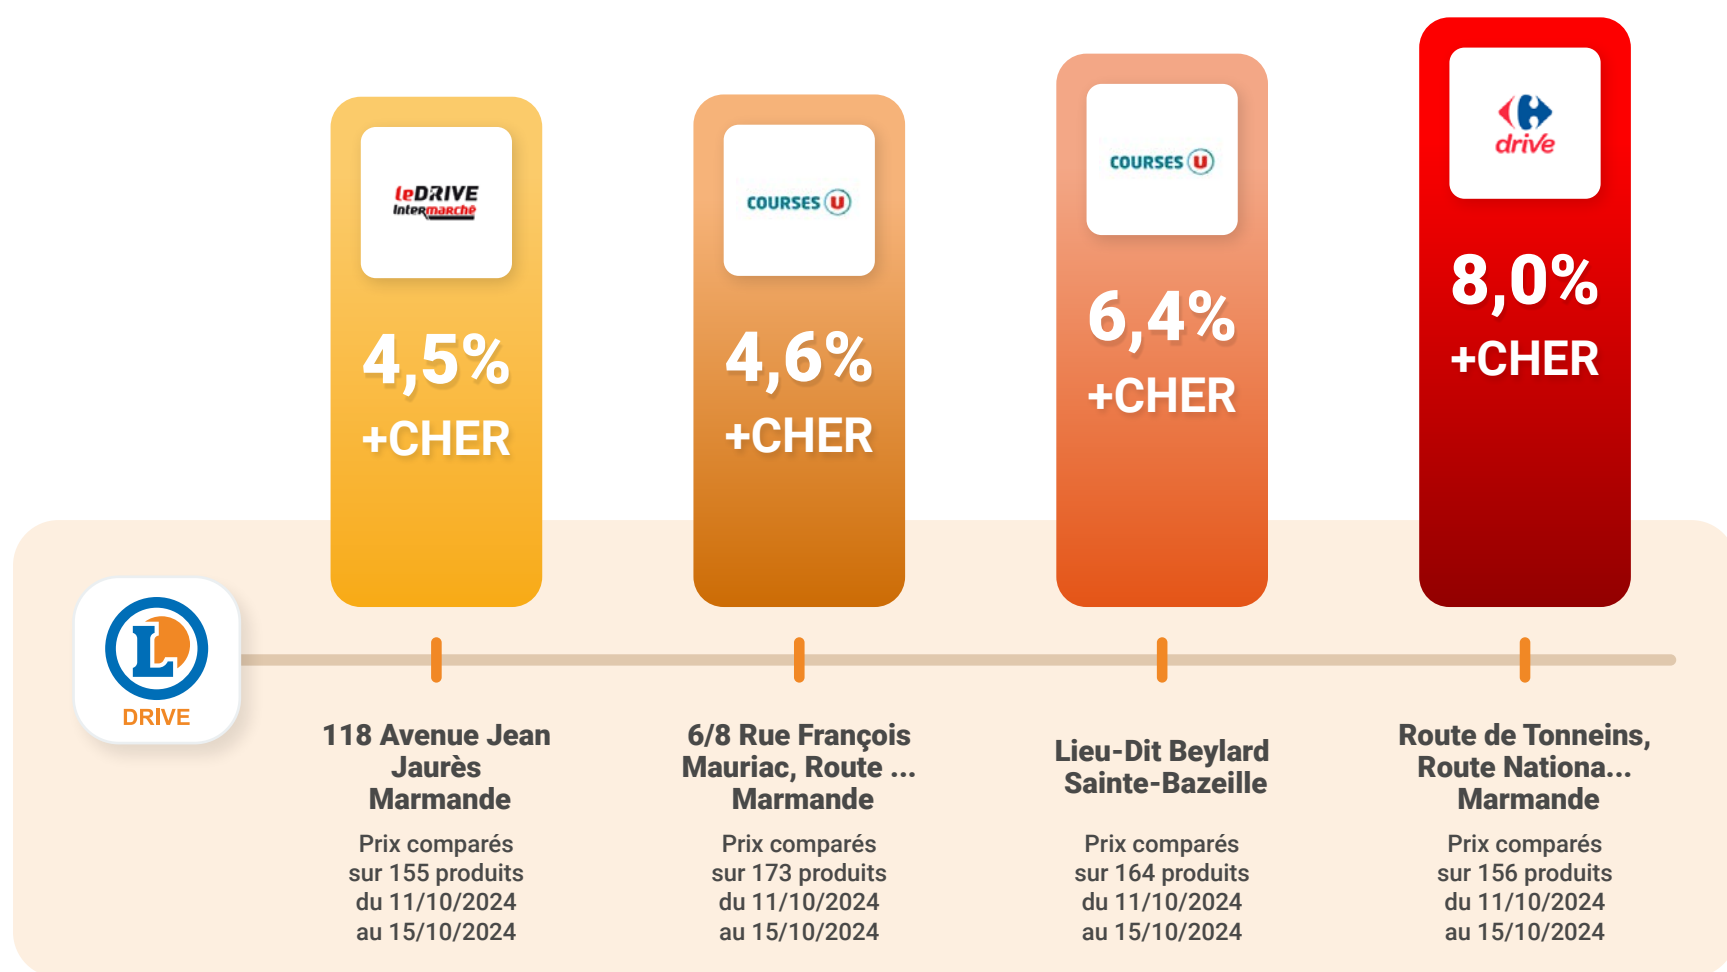 leDRIVE
Intermarché
4,5%
+CHER
COURSES U
4,6%
+CHER
COURSES U
6,4%
+CHER
drive
8,0%
+CHER
L
DRIVE
118 Avenue Jean
Jaurès
Marmande
Prix comparés
sur 155 produits
du 11/10/2024
au 15/10/2024
6/8 Rue François
Mauriac, Route ...
Marmande
Prix comparés
sur 173 produits
du 11/10/2024
au 15/10/2024
Lieu-Dit Beylard
Sainte-Bazeille
Prix comparés
sur 164 produits
du 11/10/2024
au 15/10/2024
Route de Tonneins,
Route Nationa...
Marmande
Prix comparés
sur 156 produits
du 11/10/2024
au 15/10/2024